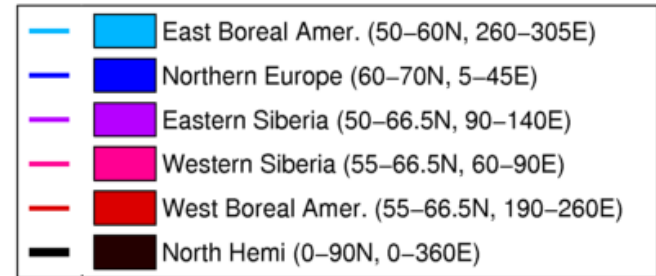 East Boreal Amer. (50−60N, 260−305E)
Northern Europe (60−70N, 5−45E)
Eastern Siberia (50−66.5N, 90−140E)
Western Siberia (55−66.5N, 60−90E)
West Boreal Amer. (55−66.5N, 190−260E)
North Hemi (0−90N, 0−360E)